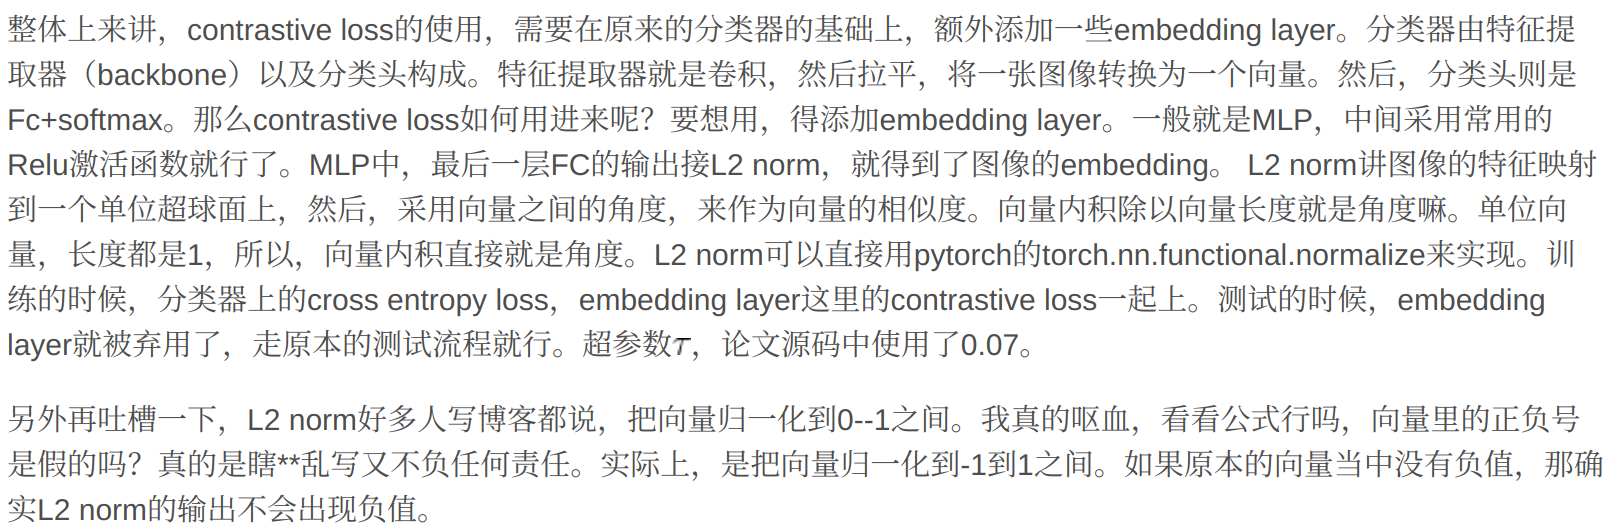 整体上来讲，contrastive loss的使用，需要在原来的分类器的基础上，额外添加一些embedding layer。分类器由特征提
取器（backbone）以及分类头构成。特征提取器就是卷积，然后拉平，将一张图像转换为一个向量。然后，分类头则是
Fc+softmax。那么contrastive loss如何用进来呢？要想用，得添加embedding layer。一般就是MLP，中间采用常用的
Relu激活函数就行了。MLP中，最后一层FC的输出接L2 norm，就得到了图像的embedding。 L2 norm讲图像的特征映射
到一个单位超球面上，然后，采用向量之间的角度，来作为向量的相似度。向量内积除以向量长度就是角度嘛。单位向
量，长度都是1，所以，向量内积直接就是角度。L2 norm可以直接用pytorch的torch.nn.functional.normalize来实现。训
练的时候，分类器上的cross entropy loss，embedding layer这里的contrastive loss一起上。测试的时候，embedding
layer就被弃用了，走原本的测试流程就行。超参数τ，论文源码中使用了0.07。
另外再吐槽一下，L2 norm好多人写博客都说，把向量归一化到0--1之间。我真的呕血，看看公式行吗，向量里的正负号
是假的吗？真的是瞎**乱写又不负任何责任。实际上，是把向量归一化到-1到1之间。如果原本的向量当中没有负值，那确
实L2 norm的输出不会出现负值。